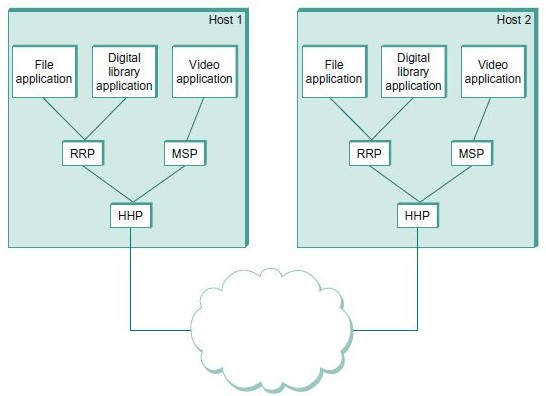 Host 1
File
application
Digital
library
application
Video
application
RRP
MSP
HHP
Host 2
File
application
Digital
library
application
Video
application
RRP
MSP
HHP